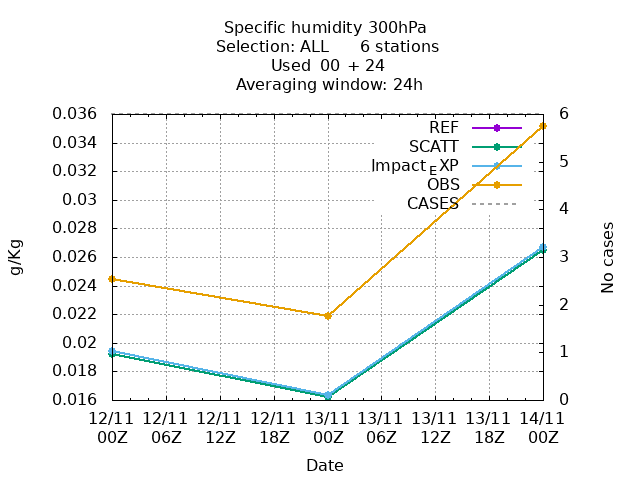 Specific humidity 300hPa
Selection: ALL 6 stations
Used 00 + 24
Averaging window: 24h
0.036
0.034
0.032
0.03
0.028
0.026
0.024
0.022
0.02
0.018
0.016
g/Kg
REF
SCATT
Impact_EXP
OBS
CASES
6
5
4
3
2
1
0
No cases
12/11 12/11 12/11 12/11 13/11 13/11 13/11 13/11 14/11
00Z 06Z 12Z 18Z 00Z 06Z 12Z 18Z 00Z
Date